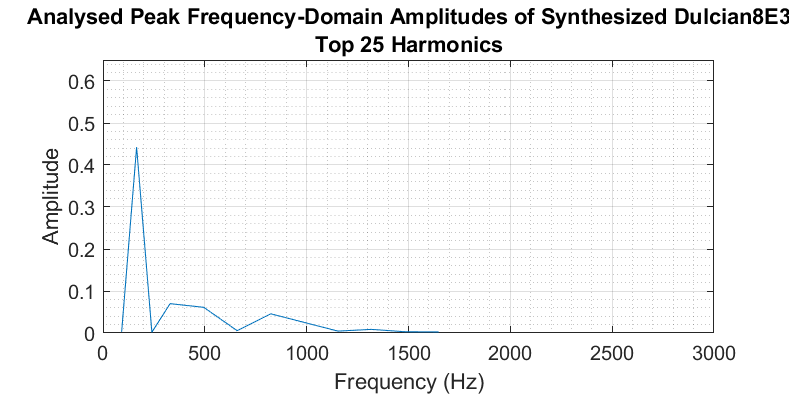 Analysed Peak Frequency-Domain Amplitudes of Synthesized Dulcian8E3
Top 25 Harmonics
0.6
0.5
0.4
0.3
0.2
0.1
0
Amplitude
0 500 1000 1500 2000 2500 3000
Frequency (Hz)